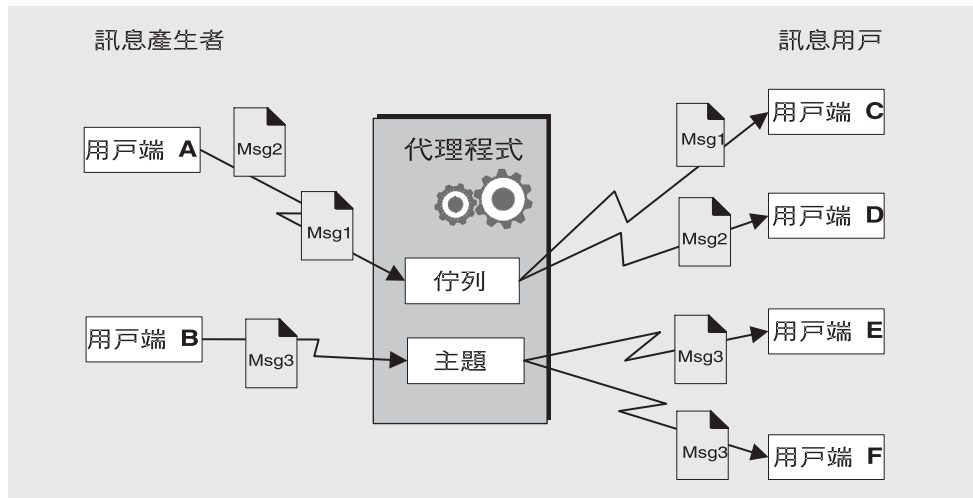 訊息產生者
訊息用戶
用戶端 A
Msg2
Msg1
代理程式
佇列
Msg1
用戶端 C
Msg2
用戶端 D
用戶端 B
Msg3
主題
Msg3
用戶端 E
Msg3
用戶端 F